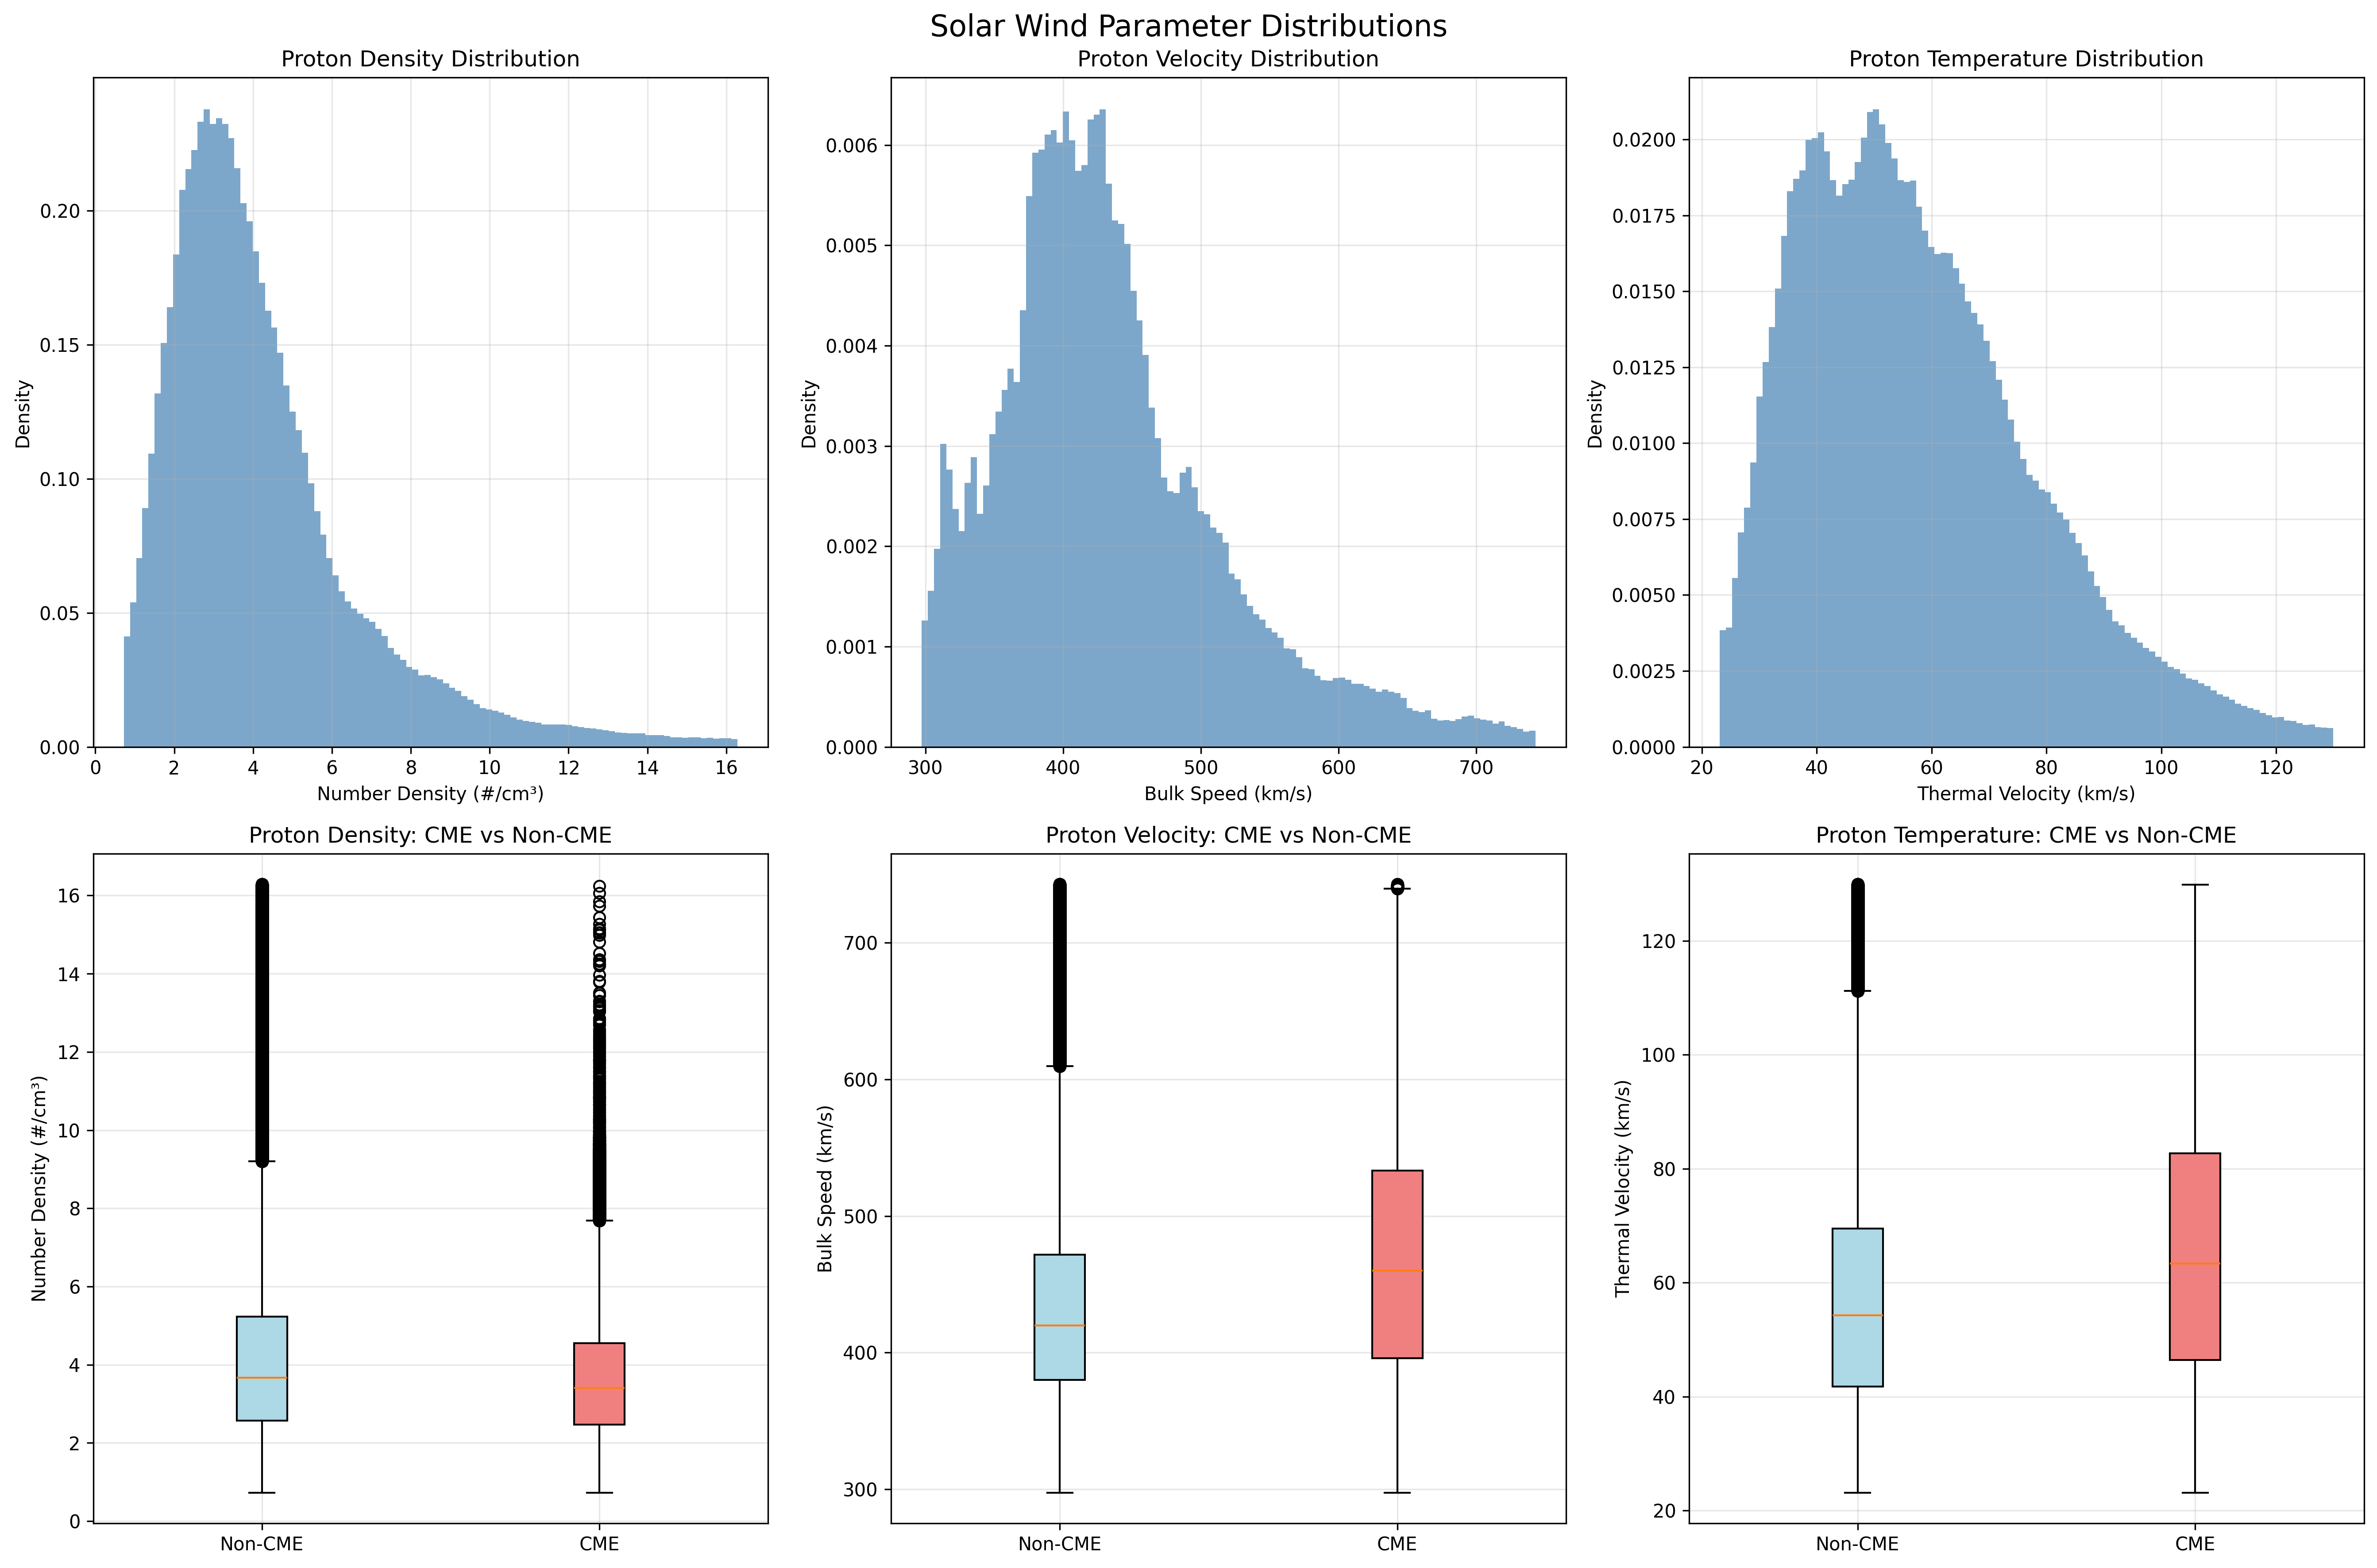 Solar Wind Parameter Distributions
Proton Density Distribution
Density
0.20
0.15
0.10
0.05
0.00
0 2 4 6 8 10 12 14 16
Number Density (#/cm³)
Proton Velocity Distribution
Density
0.006
0.005
0.004
0.003
0.002
0.001
0.000
300 400 500 600 700
Bulk Speed (km/s)
Proton Temperature Distribution
Density
0.0200
0.0175
0.0150
0.0125
0.0100
0.0075
0.0050
0.0025
0.0000
20 40 60 80 100 120
Thermal Velocity (km/s)
Proton Density: CME vs Non-CME
Number Density (#/cm³)
16
14
12
10
8
6
4
2
0
Non-CME CME
Proton Velocity: CME vs Non-CME
Bulk Speed (km/s)
700
600
500
400
300
Non-CME CME
Proton Temperature: CME vs Non-CME
Thermal Velocity (km/s)
120
100
80
60
40
20
Non-CME CME